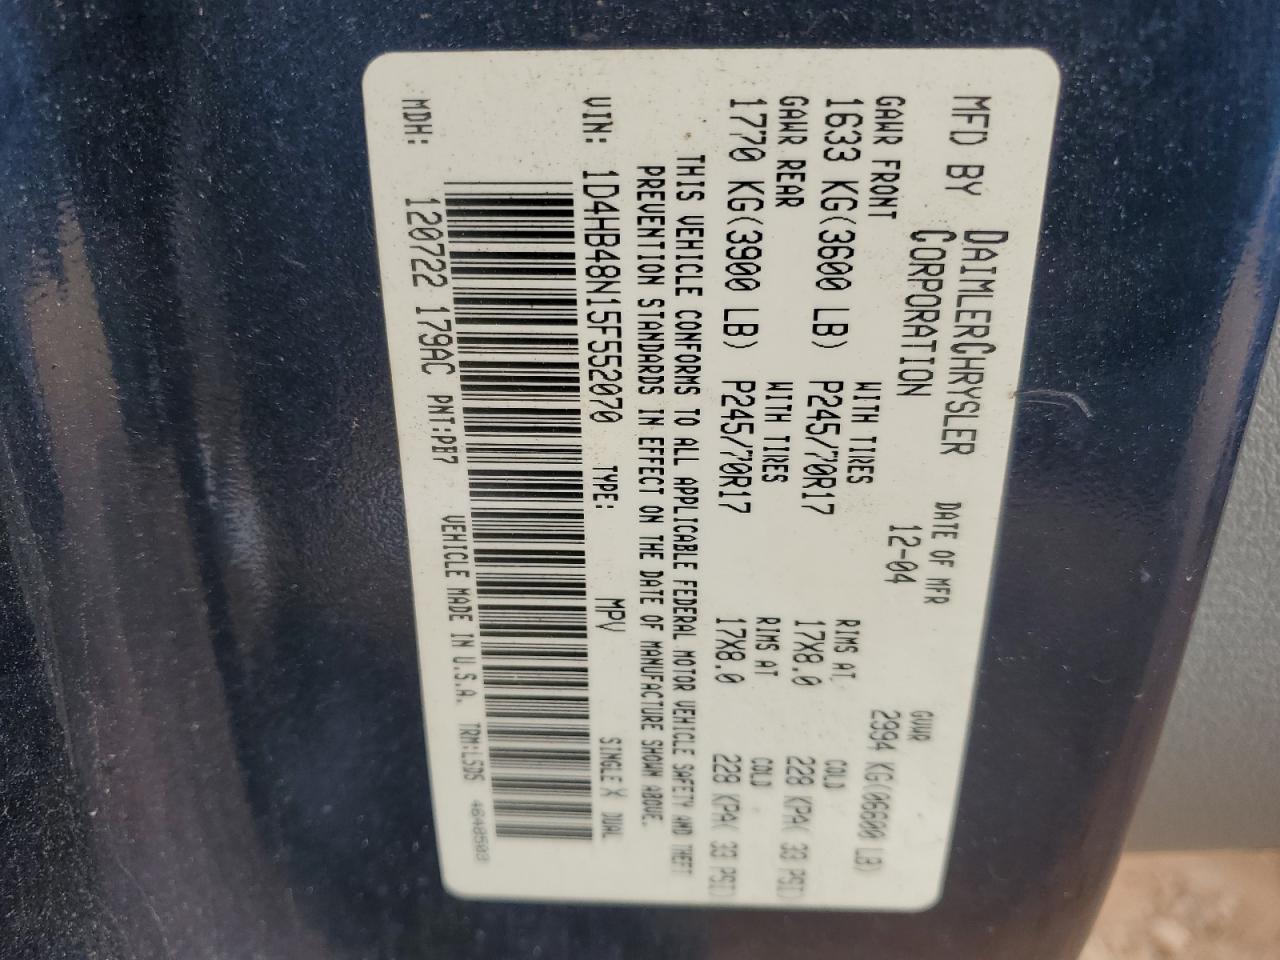 MFD BY DAIMLERCHRYSLER CORPORATION
DATE OF MFR 12-04
GVWR 2994 KG(06600 LB)
GAWR FRONT WITH TIRES RIMS AT COLD
1633 KG(3600 LB) P245/70R17 17X8.0 228 KPA( 33 PSI)
GAWR REAR WITH TIRES RIMS AT COLD
1770 KG(3900 LB) P245/70R17 17X8.0 228 KPA( 33 PSI)
THIS VEHICLE CONFORMS TO ALL APPLICABLE FEDERAL MOTOR VEHICLE SAFETY AND THEFT
PREVENTION STANDARDS IN EFFECT ON THE DATE OF MANUFACTURE SHOWN ABOVE.
VIN: 1D4HB48N15F552070 TYPE: MPV SINGLE X DUAL
MDH: 120722 179AC PNT:PB7 VEHICLE MADE IN U.S.A. TRM:L5DS